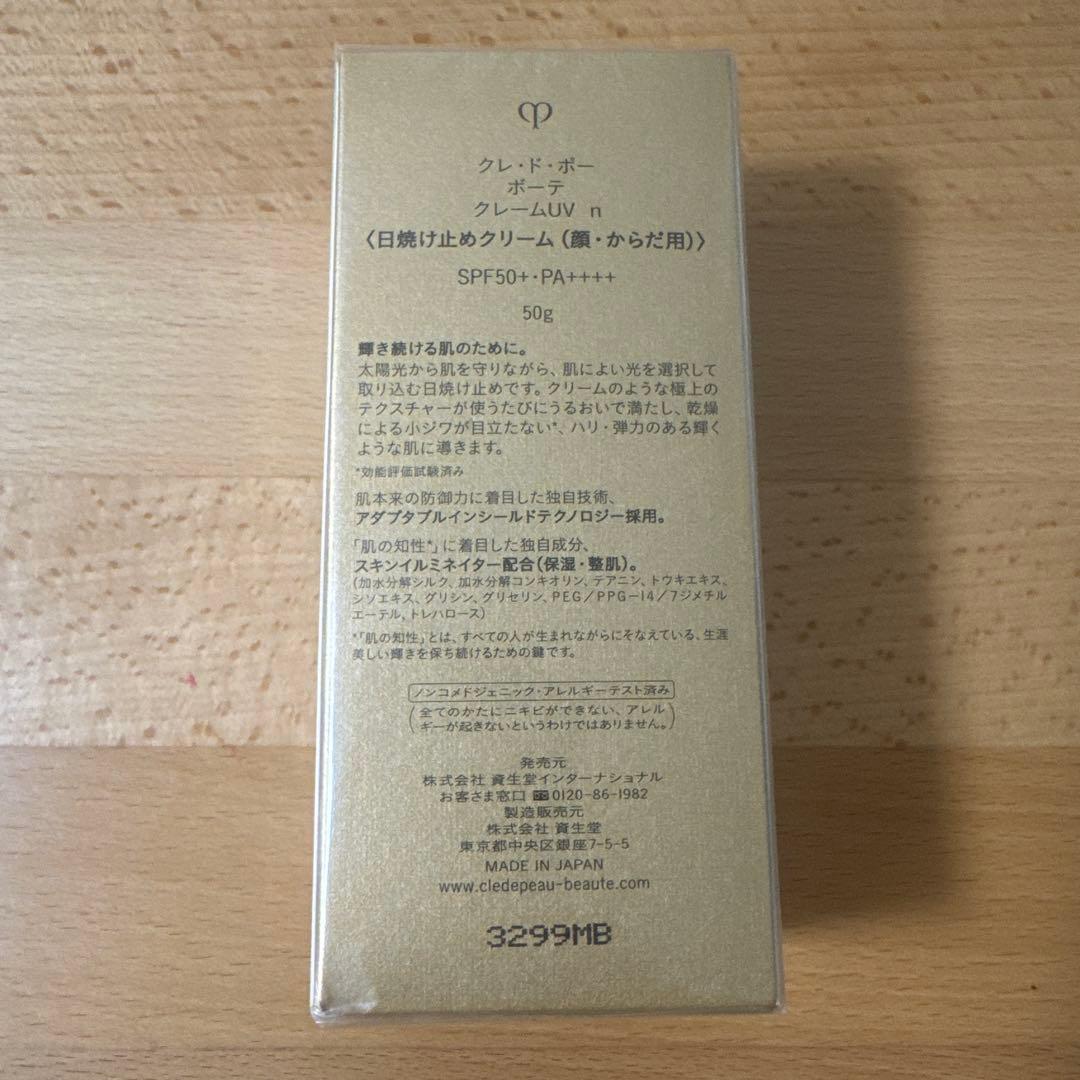 クレ・ド・ポー
ボーテ
クレームUV n
〈日焼け止めクリーム（顔・からだ用）〉
SPF50+・PA++++
50g
輝き続ける肌のために。
太陽光から肌を守りながら、肌によい光を選択して
取り込む日焼け止めです。クリームのような極上の
テクスチャーが使うたびにうるおいで満たし、乾燥
による小ジワが目立たない*、ハリ・弾力のある輝く
ような肌に導きます。
*効能評価試験済み
肌本来の防御力に着目した独自技術、
アダプタブルインシールドテクノロジー採用。
「肌の知性*」に着目した独自成分、
スキンイルミネイター配合（保湿・整肌）。
（加水分解シルク、加水分解コンキオリン、テアニン、トウキエキス、
シソエキス、グリシン、グリセリン、PEG／PPG-14／7ジメチル
エーテル、トレハロース）
*「肌の知性」とは、すべての人が生まれながらにそなえている、生涯
美しい輝きを保ち続けるための鍵です。
ノンコメドジェニック・アレルギーテスト済み
（全てのかたにニキビができない、アレル
ギーが起きないというわけではありません。）
発売元
株式会社 資生堂インターナショナル
お客さま窓口 0120-86-1982
製造販売元
株式会社 資生堂
東京都中央区銀座7-5-5
MADE IN JAPAN
www.cledepeau-beaute.com
3299MB